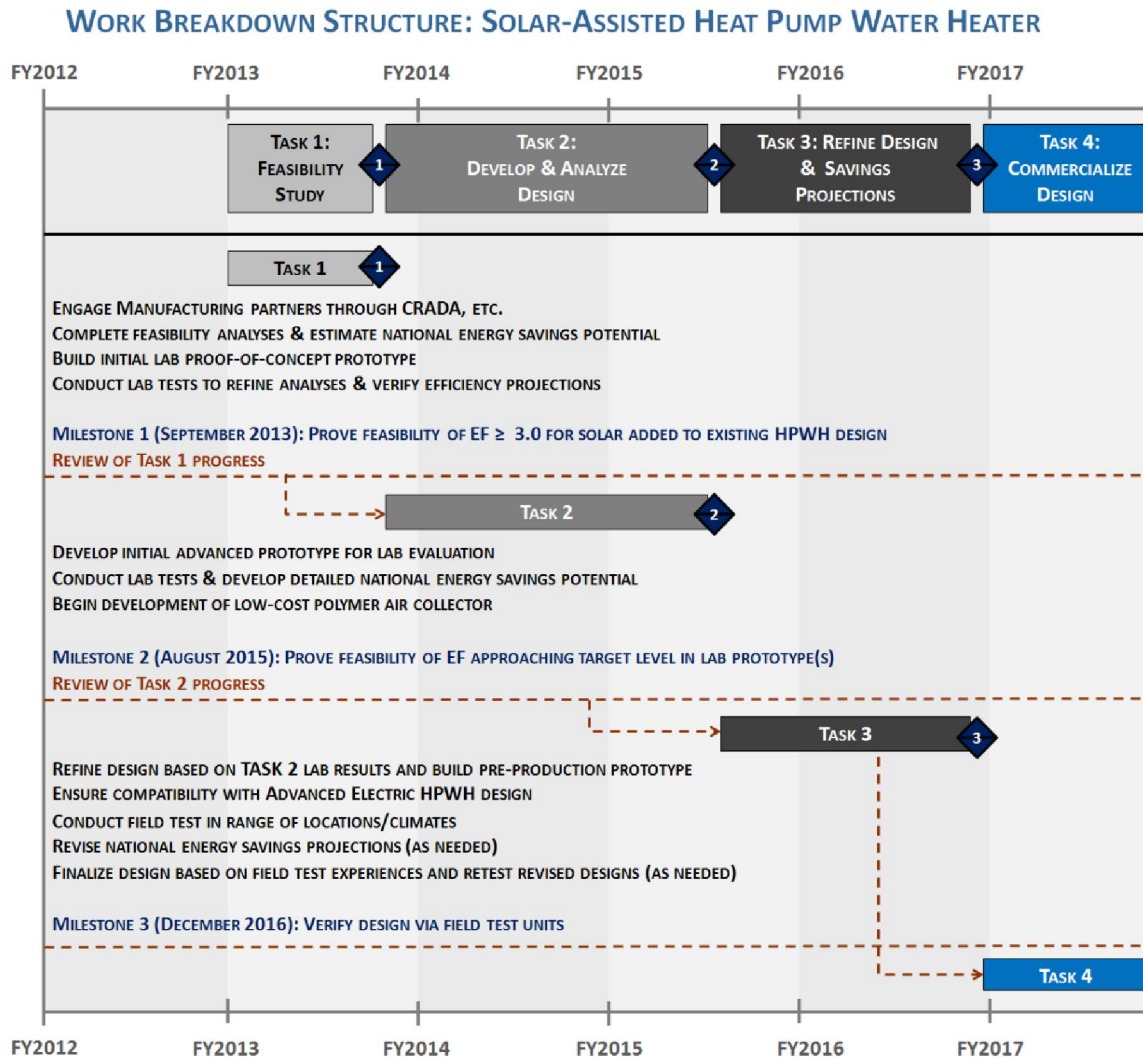 WORK BREAKDOWN STRUCTURE: SOLAR-ASSISTED HEAT PUMP WATER HEATER
FY2012 FY2013 FY2014 FY2015 FY2016 FY2017
TASK 1:
FEASIBILITY
STUDY
1
TASK 2:
DEVELOP & ANALYZE
DESIGN
2
TASK 3: REFINE DESIGN
& SAVINGS
PROJECTIONS
3
TASK 4:
COMMERCIALIZE
DESIGN
TASK 1 1
ENGAGE MANUFACTURING PARTNERS THROUGH CRADA, ETC.
COMPLETE FEASIBILITY ANALYSES & ESTIMATE NATIONAL ENERGY SAVINGS POTENTIAL
BUILD INITIAL LAB PROOF-OF-CONCEPT PROTOTYPE
CONDUCT LAB TESTS TO REFINE ANALYSES & VERIFY EFFICIENCY PROJECTIONS
MILESTONE 1 (SEPTEMBER 2013): PROVE FEASIBILITY OF EF ≥ 3.0 FOR SOLAR ADDED TO EXISTING HPWH DESIGN
REVIEW OF TASK 1 PROGRESS
TASK 2 2
DEVELOP INITIAL ADVANCED PROTOTYPE FOR LAB EVALUATION
CONDUCT LAB TESTS & DEVELOP DETAILED NATIONAL ENERGY SAVINGS POTENTIAL
BEGIN DEVELOPMENT OF LOW-COST POLYMER AIR COLLECTOR
MILESTONE 2 (AUGUST 2015): PROVE FEASIBILITY OF EF APPROACHING TARGET LEVEL IN LAB PROTOTYPE(S)
REVIEW OF TASK 2 PROGRESS
TASK 3 3
REFINE DESIGN BASED ON TASK 2 LAB RESULTS AND BUILD PRE-PRODUCTION PROTOTYPE
ENSURE COMPATIBILITY WITH ADVANCED ELECTRIC HPWH DESIGN
CONDUCT FIELD TEST IN RANGE OF LOCATIONS/CLIMATES
REVISE NATIONAL ENERGY SAVINGS PROJECTIONS (AS NEEDED)
FINALIZE DESIGN BASED ON FIELD TEST EXPERIENCES AND RETEST REVISED DESIGNS (AS NEEDED)
MILESTONE 3 (DECEMBER 2016): VERIFY DESIGN VIA FIELD TEST UNITS
TASK 4
FY2012 FY2013 FY2014 FY2015 FY2016 FY2017